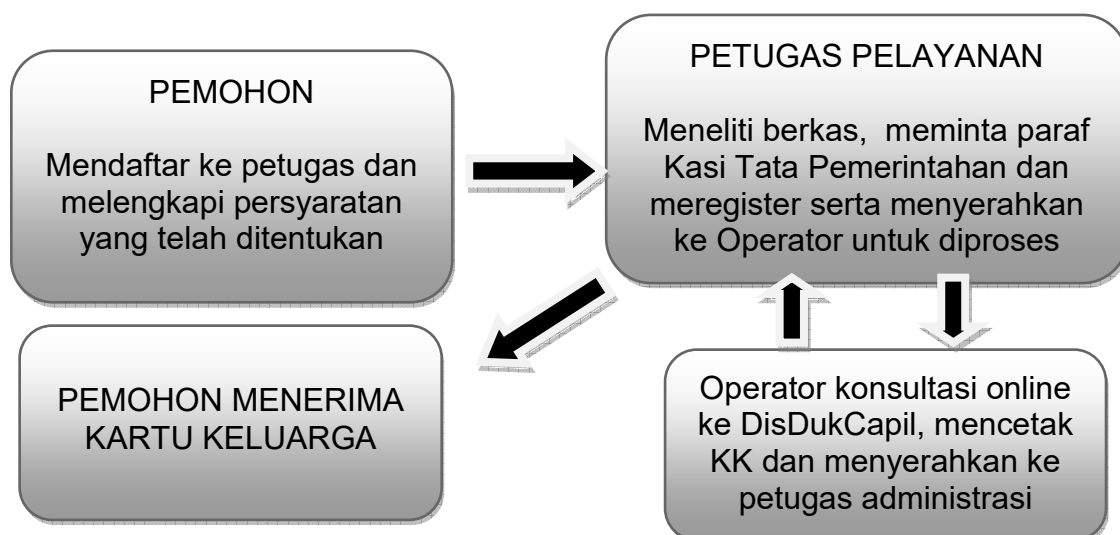 PEMOHON
Mendaftar ke petugas dan
melengkapi persyaratan
yang telah ditentukan
PETUGAS PELAYANAN
Meneliti berkas, meminta paraf
Kasi Tata Pemerintahan dan
meregister serta menyerahkan
ke Operator untuk diproses
Operator konsultasi online
ke DisDukCapil, mencetak
KK dan menyerahkan ke
petugas administrasi
PEMOHON MENERIMA
KARTU KELUARGA